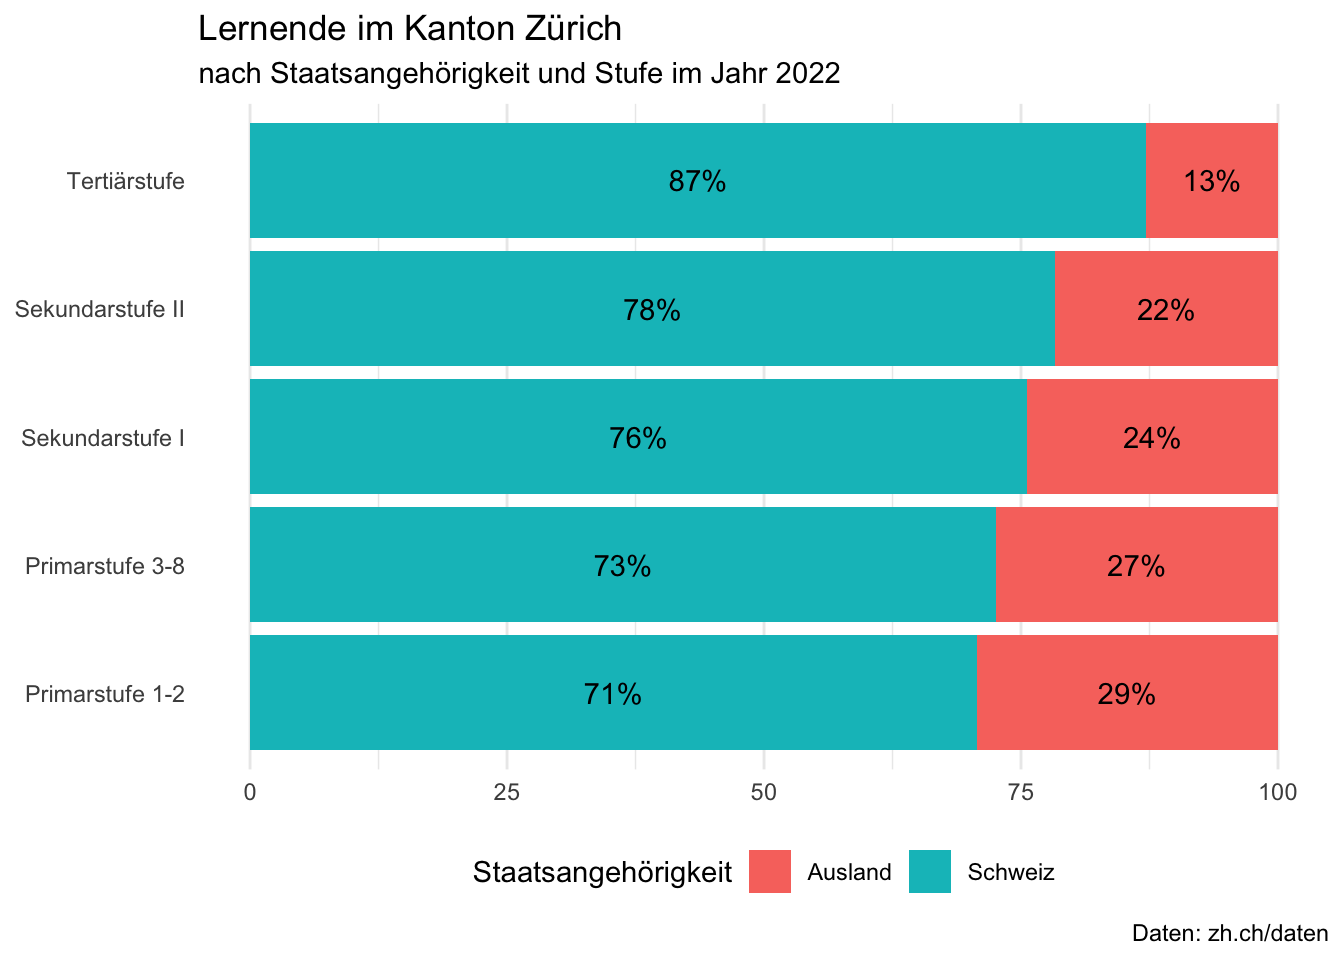 Lernende im Kanton Zürich
nach Staatsangehörigkeit und Stufe im Jahr 2022
Tertiärstufe 87% 13%
Sekundarstufe II 78% 22%
Sekundarstufe I 76% 24%
Primarstufe 3-8 73% 27%
Primarstufe 1-2 71% 29%
0 25 50 75 100
Staatsangehörigkeit Ausland Schweiz
Daten: zh.ch/daten